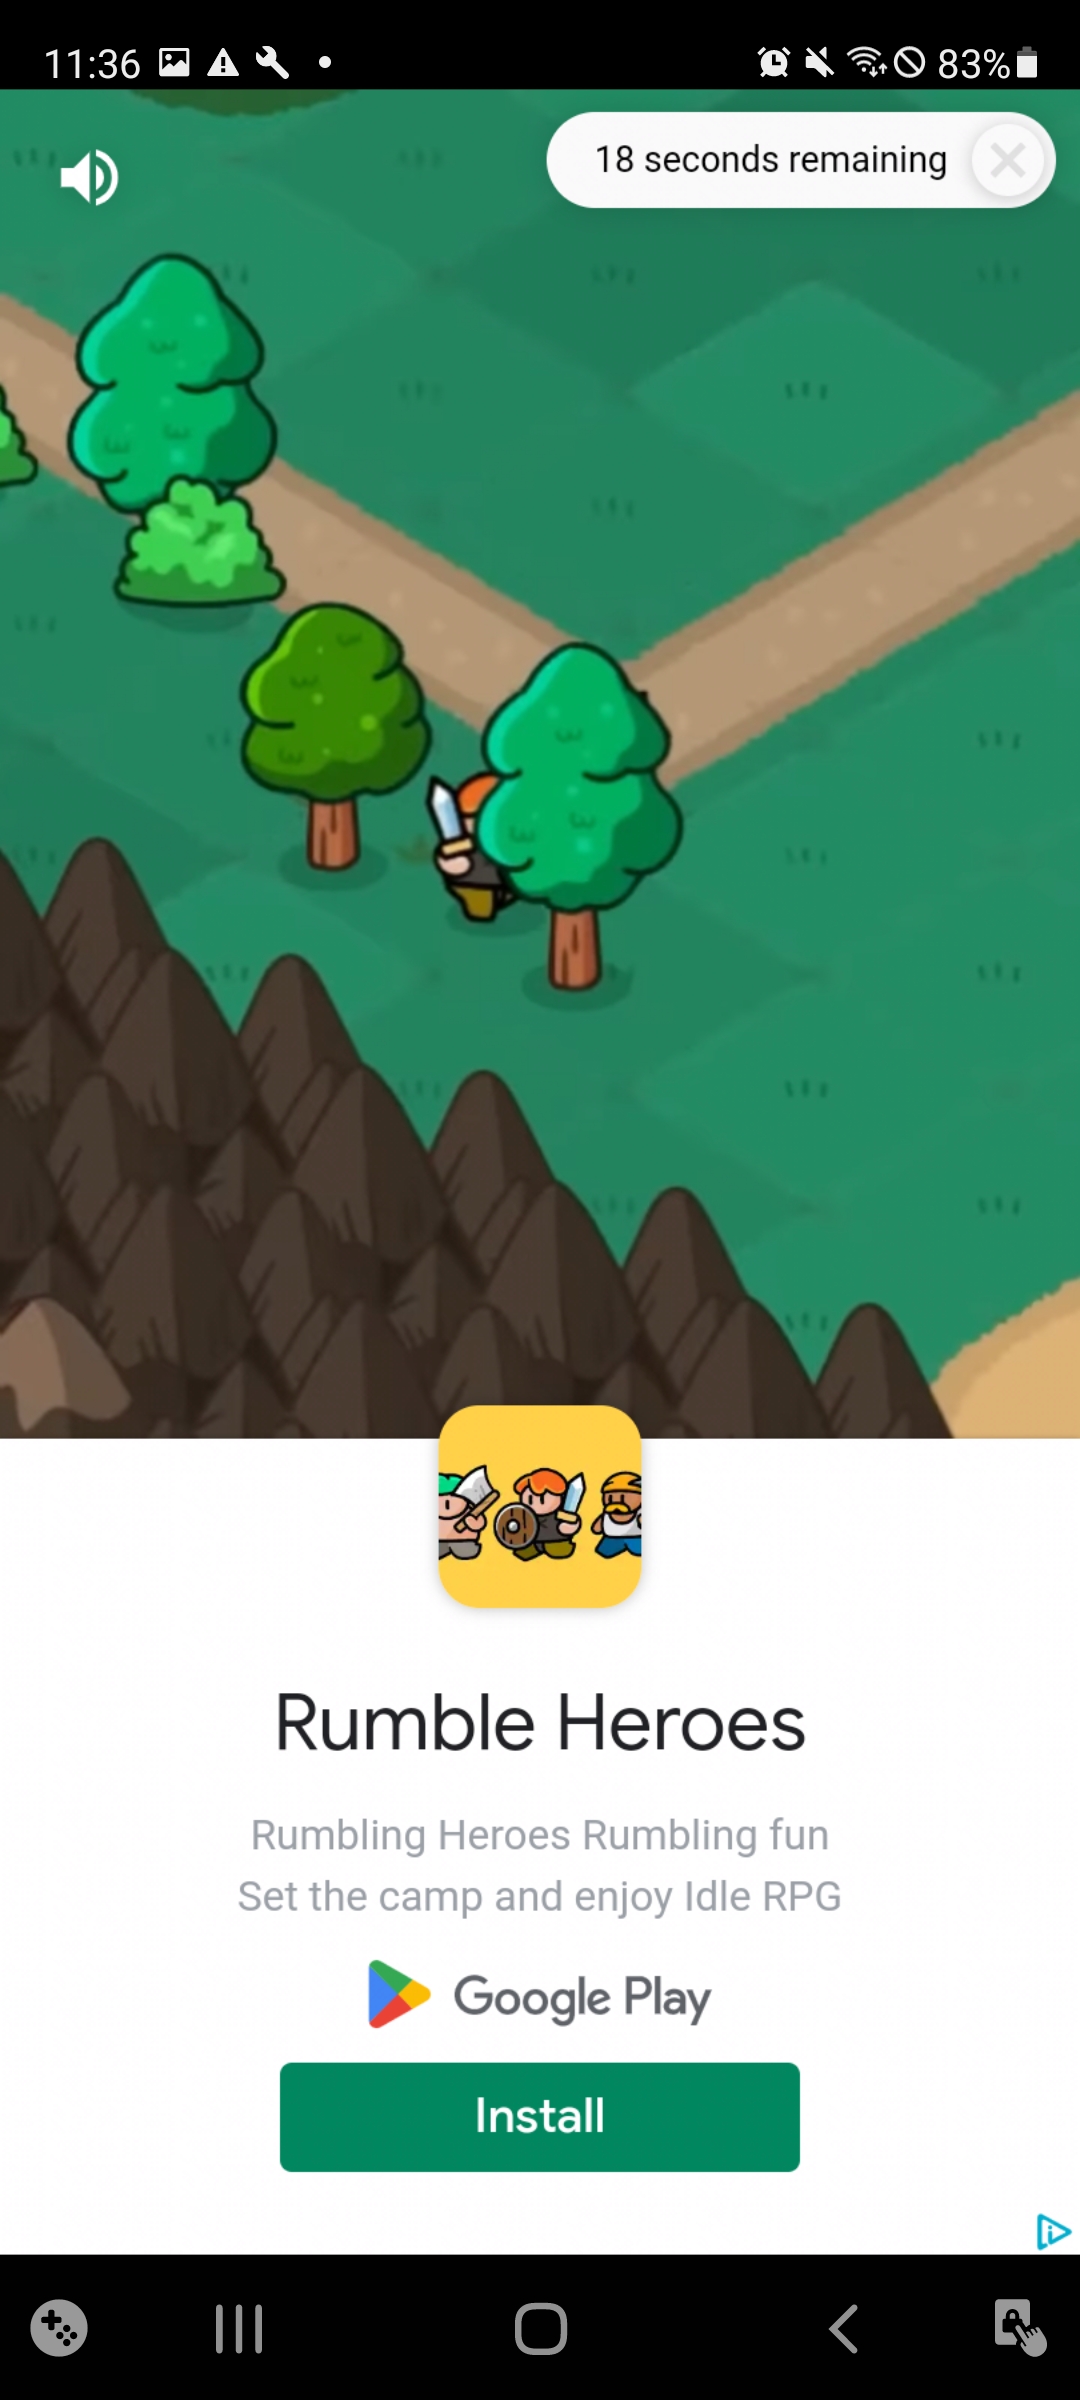 11:36
83%
18 seconds remaining
Rumble Heroes
Rumbling Heroes Rumbling fun
Set the camp and enjoy Idle RPG
Google Play
Install